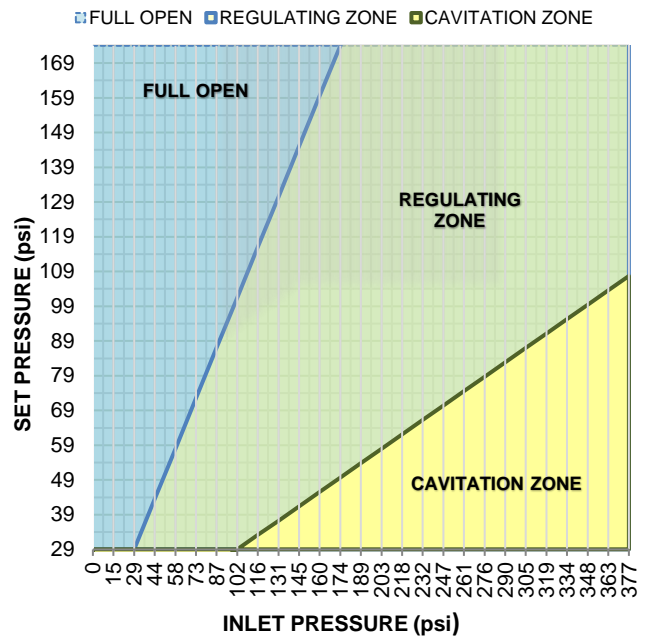 FULL OPEN REGULATING ZONE CAVITATION ZONE
169
FULL OPEN
159
149
139
129
REGULATING
ZONE
119
109
99
89
79
69
59
49
CAVITATION ZONE
39
29
SET PRESSURE (psi)
0 15 29 44 58 73 87 102 116 131 145 160 174 189 203 218 232 247 261 276 290 305 319 334 348 363 377
INLET PRESSURE (psi)